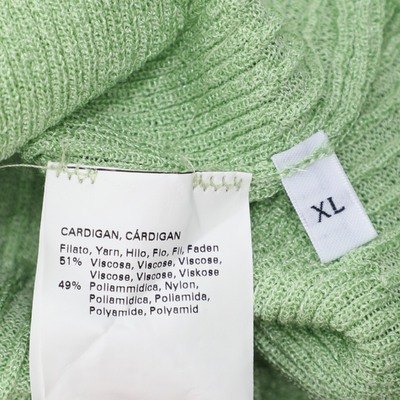 CARDIGAN, CÁRDIGAN
Filato, Yarn, Hilo, Fio, Fil, Faden
51% Viscosa, Viscose, Viscosa,
Viscose, Viscose, Viskose
49% Poliammidica, Nylon,
Poliamidica, Poliamida,
Polyamide, Polyamid
XL